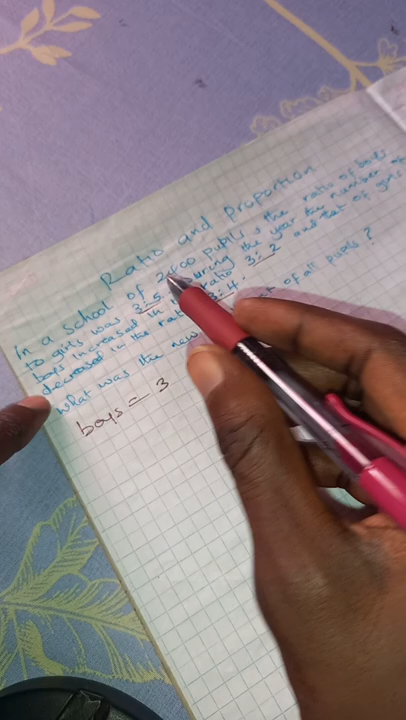 Ratio and Proportion
In a school of 2,400 pupils the ratio of boys
to girls was 3:5. During the year the number of
boys increased in the ratio 3:2 and that of girls
decreased in the ratio 3:4.
What was the new of all pupils?
boys = 3